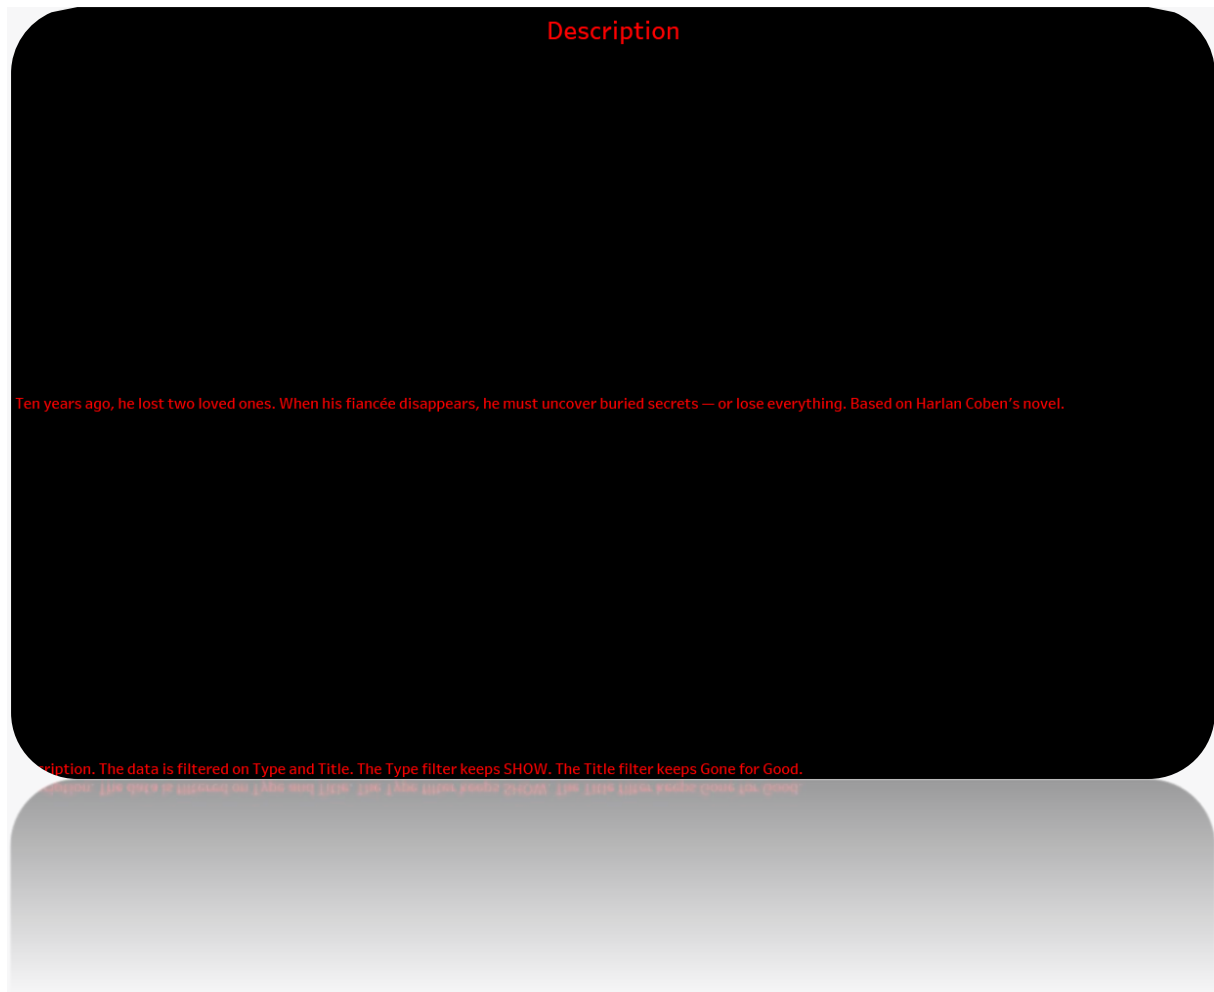 Description
Ten years ago, he lost two loved ones. When his fiancée disappears, he must uncover buried secrets — or lose everything. Based on Harlan Coben's novel.
The data is filtered on Type and Title. The Type filter keeps SHOW. The Title filter keeps Gone for Good.